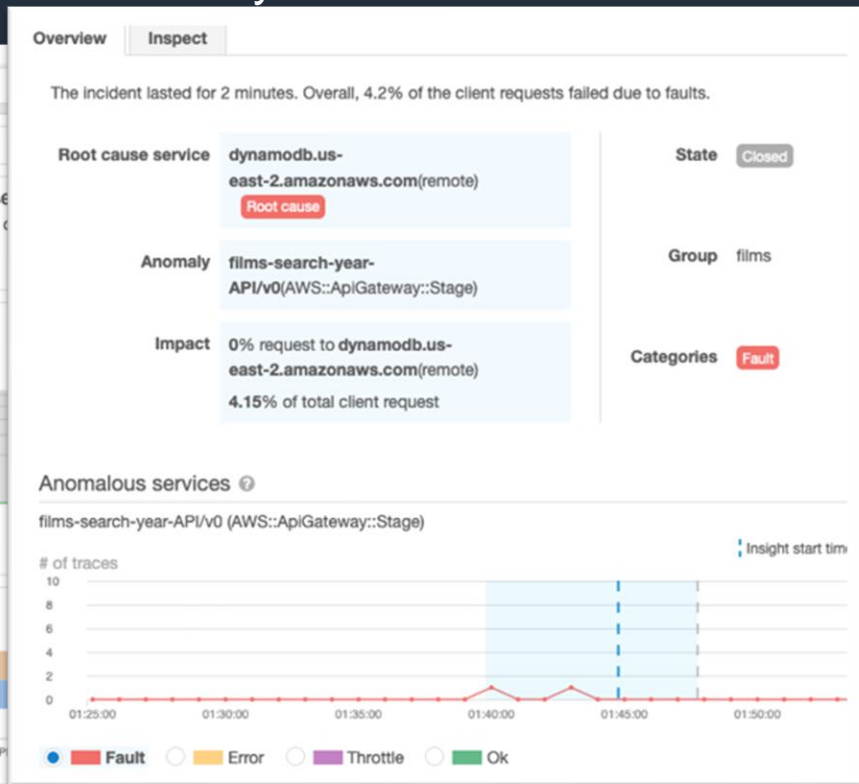 Overview
Inspect
The incident lasted for 2 minutes. Overall, 4.2% of the client requests failed due to faults.
Root cause service
dynamodb.us-
east-2.amazonaws.com(remote)
Root cause
State
Closed
Anomaly
films-search-year-
API/v0(AWS::ApiGateway::Stage)
Group
films
Impact
0% request to dynamodb.us-
east-2.amazonaws.com(remote)
4.15% of total client request
Categories
Fault
Anomalous services
films-search-year-API/v0 (AWS::ApiGateway::Stage)
Insight start tim
# of traces
10
8
6
4
2
0
01:25:00 01:30:00 01:35:00 01:40:00 01:45:00 01:50:00
Fault Error Throttle Ok